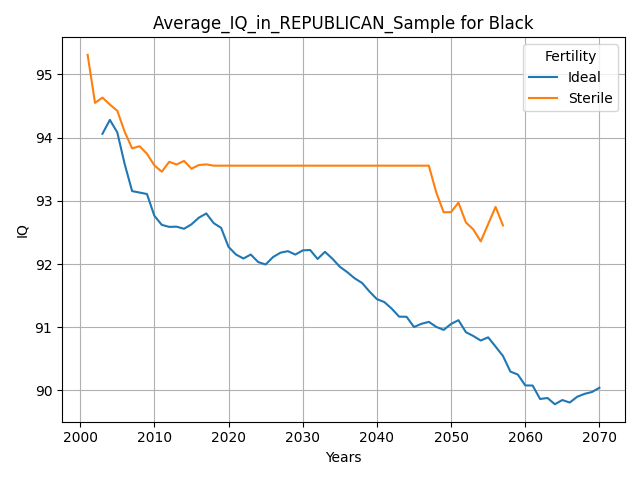 Average_IQ_in_REPUBLICAN_Sample for Black
Fertility
Ideal
Sterile
IQ
95
94
93
92
91
90
2000 2010 2020 2030 2040 2050 2060 2070
Years